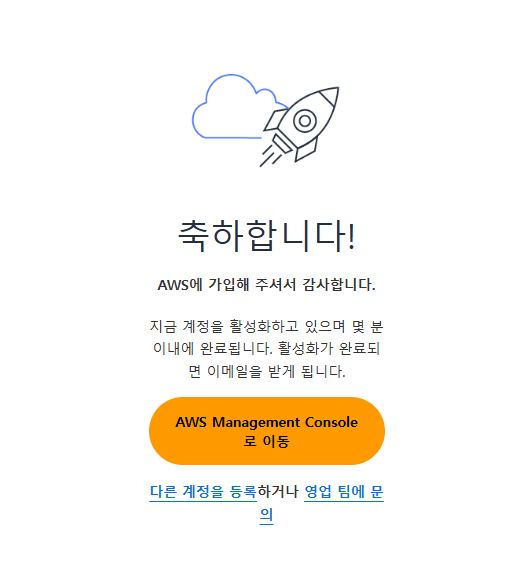 축하합니다!
AWS에 가입해 주셔서 감사합니다.
지금 계정을 활성화하고 있으며 몇 분
이내에 완료됩니다. 활성화가 완료되
면 이메일을 받게 됩니다.
AWS Management Console
로 이동
다른 계정을 등록하거나 영업 팀에 문
의